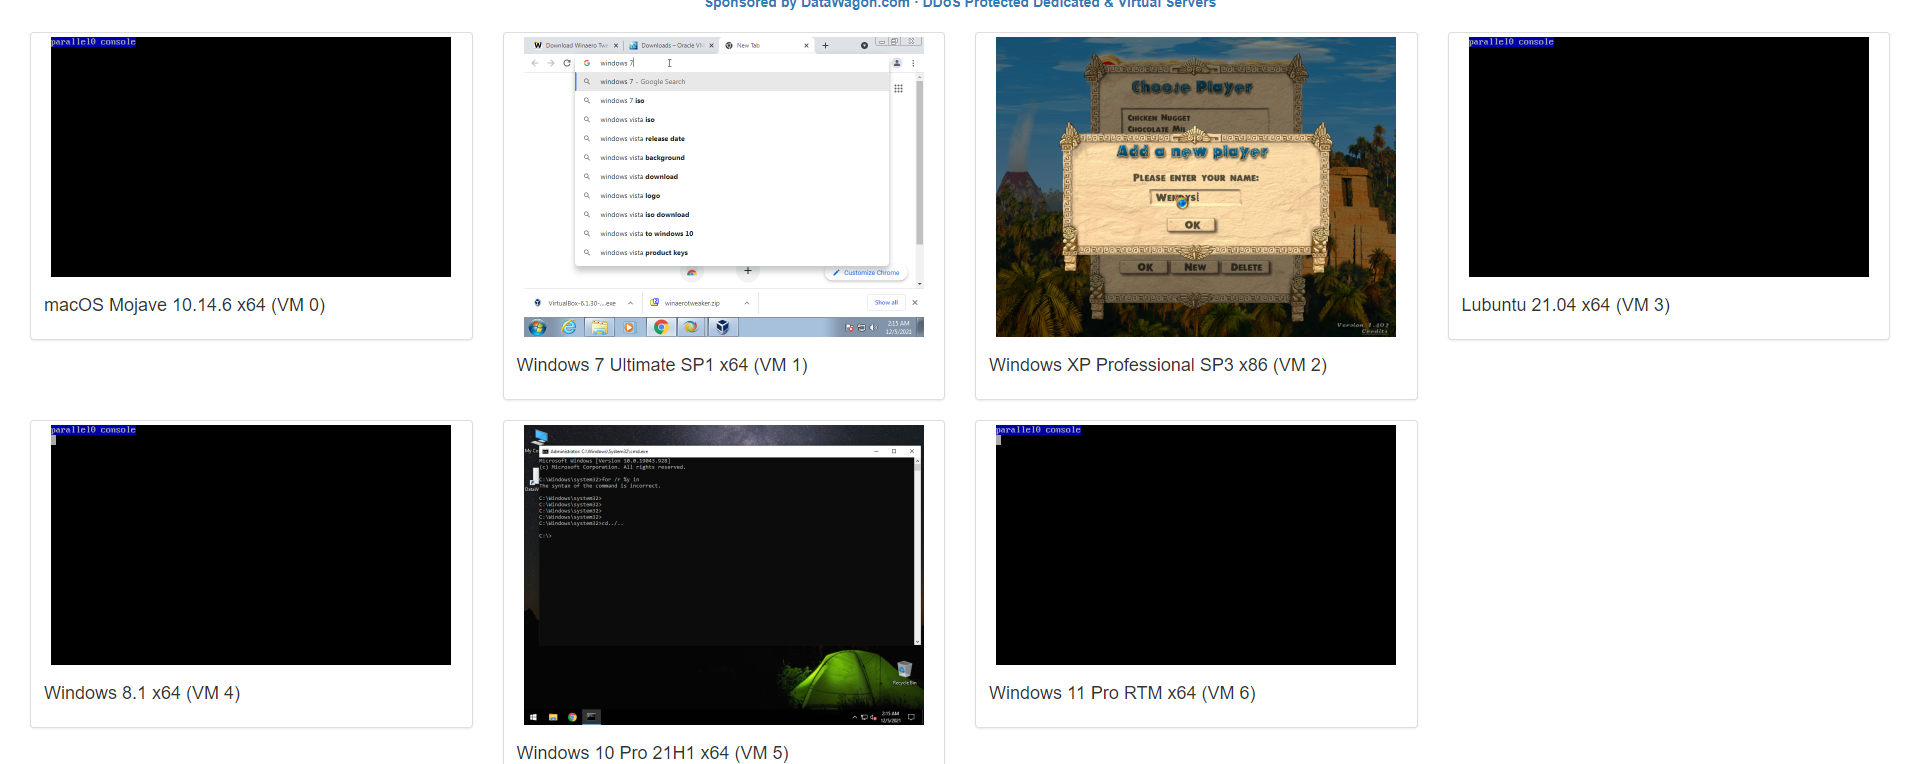 Sponsored by DataWagon.com · DDoS Protected Dedicated & Virtual Servers
parallel0 console
macOS Mojave 10.14.6 x64 (VM 0)
Download Winaero Tw
Downloads – Oracle VM
New Tab
windows 7
windows 7 – Google Search
windows 7 iso
windows vista iso
windows vista release date
windows vista background
windows vista download
windows vista logo
windows vista iso download
windows vista to windows 10
windows vista product keys
Customize Chrome
VirtualBox-6.1.30-...exe
winaerotweaker.zip
Show all
2:15 AM
12/5/2021
Windows 7 Ultimate SP1 x64 (VM 1)
Choose Player
Chicken Nugget
Chocolate Mil
Add a new player
Please enter your name:
Wendys
OK
OK NEW DELETE
Version 1.402
Credits
Windows XP Professional SP3 x86 (VM 2)
parallel0 console
Lubuntu 21.04 x64 (VM 3)
parallel0 console
Windows 8.1 x64 (VM 4)
Administrator: C:\Windows\System32\cmd.exe
Microsoft Windows [Version 10.0.19043.928]
(c) Microsoft Corporation. All rights reserved.
C:\Windows\system32>for /r %y in
The syntax of the command is incorrect.
C:\Windows\system32>
C:\Windows\system32>
C:\Windows\system32>
C:\Windows\system32>
C:\Windows\system32>cd../..
C:\>
Recycle Bin
2:15 AM
12/5/2021
Windows 10 Pro 21H1 x64 (VM 5)
parallel0 console
Windows 11 Pro RTM x64 (VM 6)